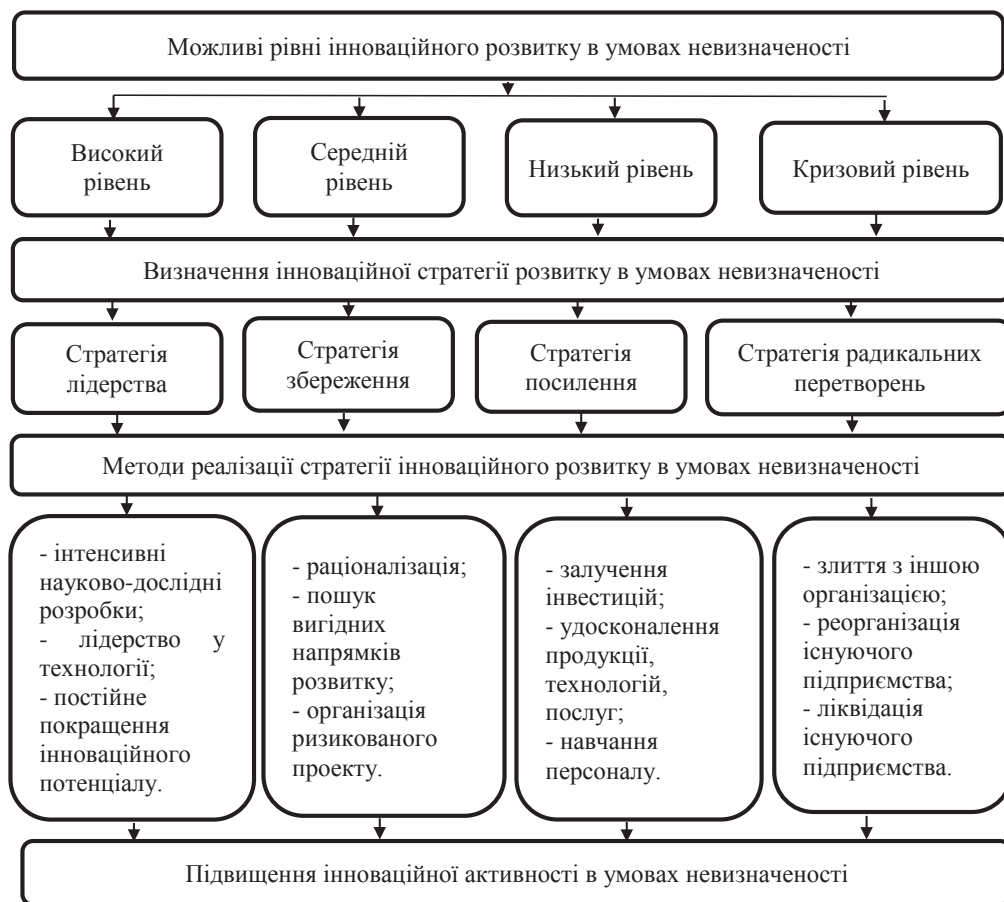 Можливі рівні інноваційного розвитку в умовах невизначеності
Високий
рівень
Середній
рівень
Низький рівень
Кризовий рівень
Визначення інноваційної стратегії розвитку в умовах невизначеності
Стратегія
лідерства
Стратегія
збереження
Стратегія
посилення
Стратегія радикальних
перетворень
Методи реалізації стратегії інноваційного розвитку в умовах невизначеності
- інтенсивні
науково-дослідні
розробки;
- лідерство у
технології;
- постійне
покращення
інноваційного
потенціалу.
- раціоналізація;
- пошук
вигідних
напрямків
розвитку;
- організація
ризикованого
проекту.
- залучення
інвестицій;
- удосконалення
продукції,
технологій,
послуг;
- навчання
персоналу.
- злиття з іншою
організацією;
- реорганізація
існуючого
підприємства;
- ліквідація
існуючого
підприємства.
Підвищення інноваційної активності в умовах невизначеності